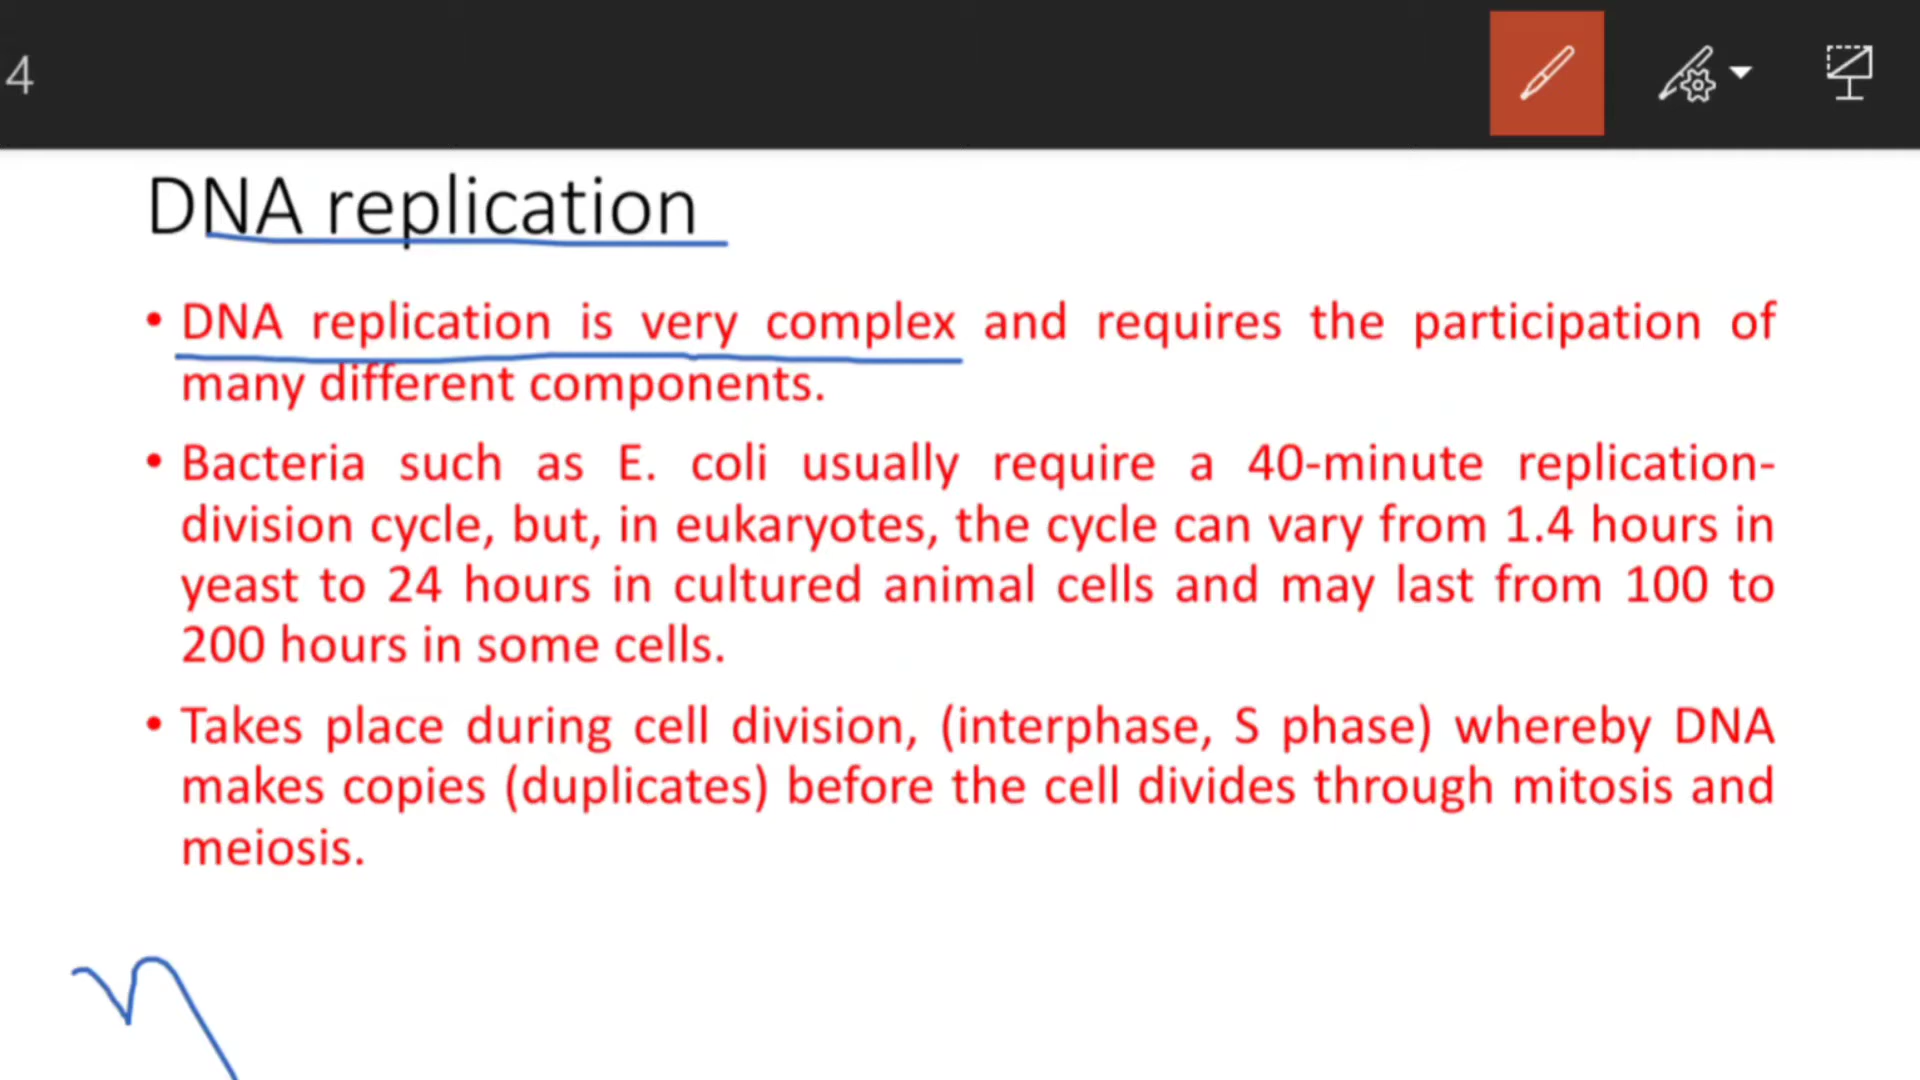 4
DNA replication
• DNA replication is very complex and requires the participation of
many different components.
• Bacteria such as E. coli usually require a 40-minute replication-
division cycle, but, in eukaryotes, the cycle can vary from 1.4 hours in
yeast to 24 hours in cultured animal cells and may last from 100 to
200 hours in some cells.
• Takes place during cell division, (interphase, S phase) whereby DNA
makes copies (duplicates) before the cell divides through mitosis and
meiosis.